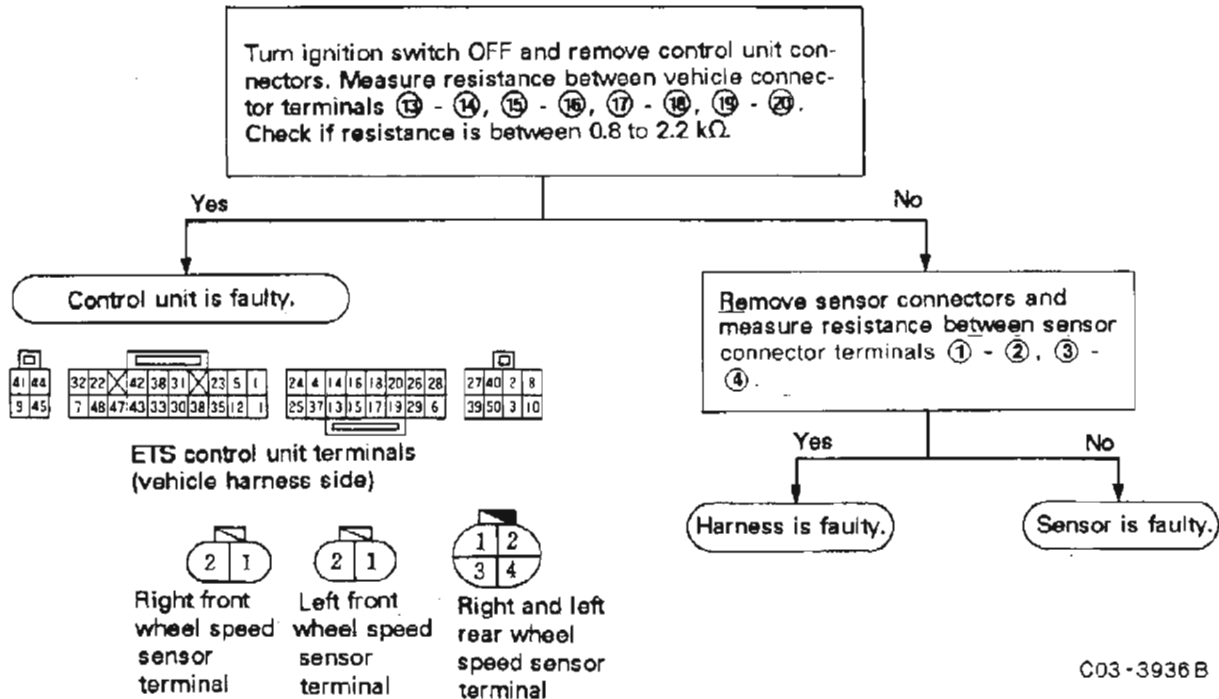 Turn ignition switch OFF and remove control unit con-
nectors. Measure resistance between vehicle connec-
tor terminals ⑬ - ⑭, ⑮ - ⑯, ⑰ - ⑱, ⑲ - ⑳.
Check if resistance is between 0.8 to 2.2 kΩ
Yes
No
Control unit is faulty.
Remove sensor connectors and
measure resistance between sensor
connector terminals ① - ②, ③ -
④.
41 44
9 45
32 22 42 38 31 23 5 1
7 48 47 43 33 30 38 35 12 1
24 4 14 16 18 20 26 28
25 37 13 15 17 19 29 6
27 40 2 8
39 50 3 10
ETS control unit terminals
(vehicle harness side)
Yes
No
Harness is faulty.
Sensor is faulty.
2 1
2 1
1 2
3 4
Right front
wheel speed
sensor
terminal
Left front
wheel speed
sensor
terminal
Right and left
rear wheel
speed sensor
terminal
C03-3936B